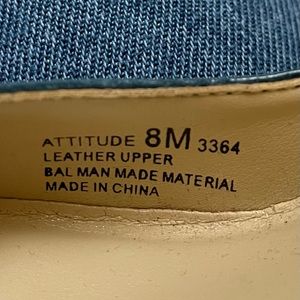 ATTITUDE 8M 3364
LEATHER UPPER
BAL MAN MADE MATERIAL
MADE IN CHINA